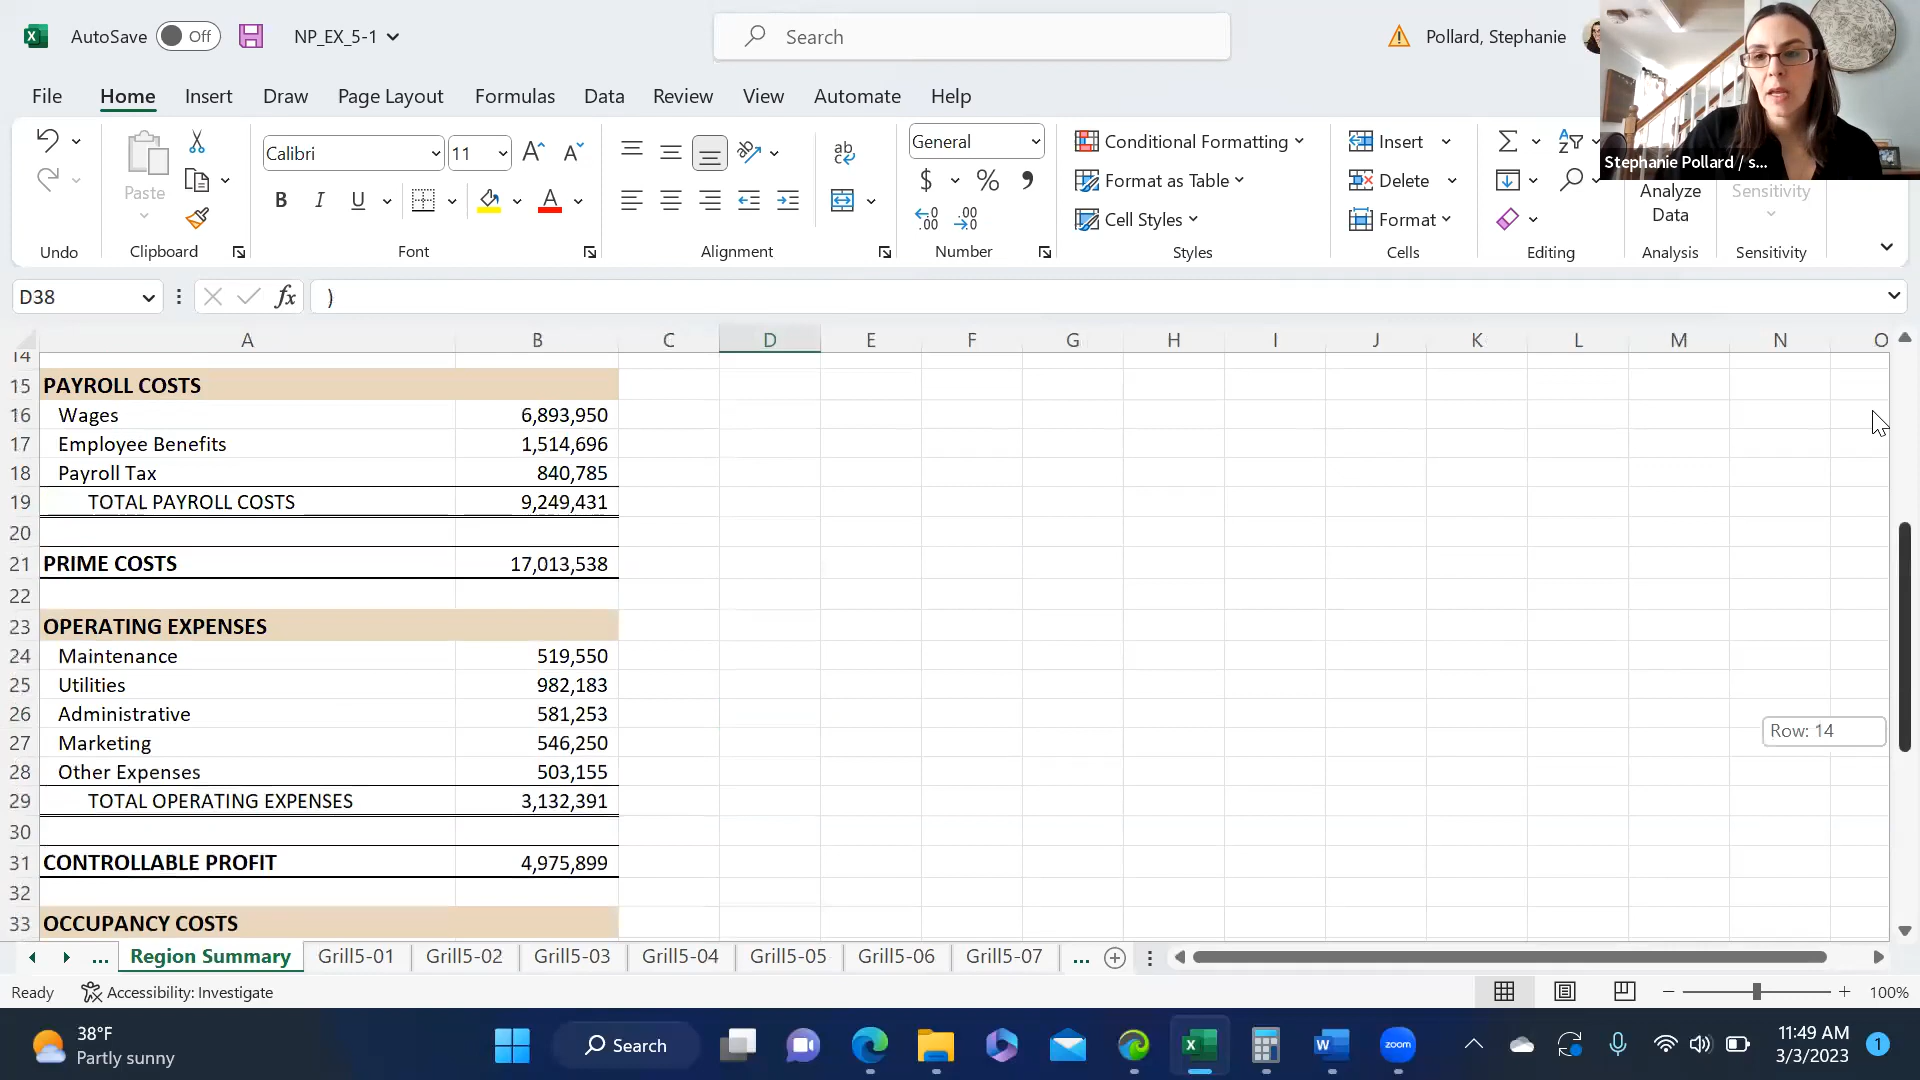 AutoSave Off NP_EX_5-1 Search Pollard, Stephanie
File Home Insert Draw Page Layout Formulas Data Review View Automate Help
Stephanie Pollard / s...
Paste
Calibri 11
B I U
ab
General
$ % 9
Conditional Formatting
Format as Table
Cell Styles
Insert
Delete
Format
Analyze Data
Sensitivity
Undo Clipboard Font Alignment Number Styles Cells Editing Analysis Sensitivity
D38 fx )
A B C D E F G H I J K L M N O
14
15 PAYROLL COSTS
16 Wages 6,893,950
17 Employee Benefits 1,514,696
18 Payroll Tax 840,785
19 TOTAL PAYROLL COSTS 9,249,431
20
21 PRIME COSTS 17,013,538
22
23 OPERATING EXPENSES
24 Maintenance 519,550
25 Utilities 982,183
26 Administrative 581,253
27 Marketing 546,250
Row: 14
28 Other Expenses 503,155
29 TOTAL OPERATING EXPENSES 3,132,391
30
31 CONTROLLABLE PROFIT 4,975,899
32
33 OCCUPANCY COSTS
... Region Summary Grill5-01 Grill5-02 Grill5-03 Grill5-04 Grill5-05 Grill5-06 Grill5-07 ...
Ready Accessibility: Investigate 100%
38°F
Partly sunny
Search
zoom
11:49 AM
3/3/2023
1